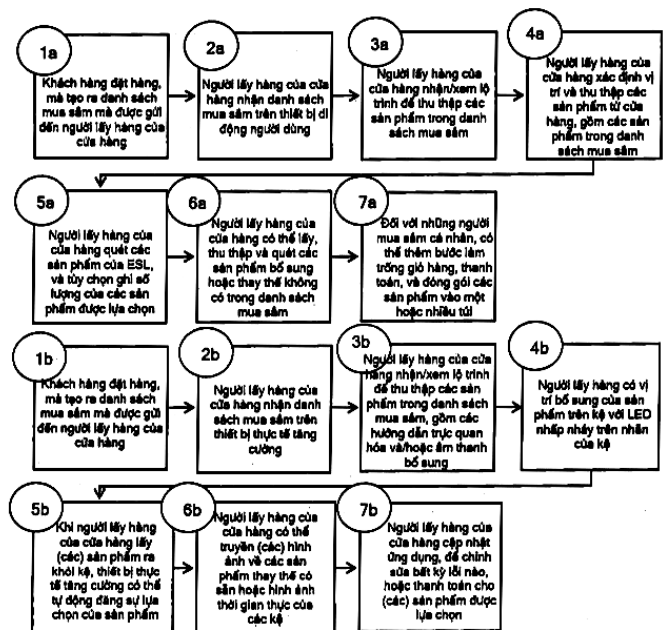 1a
Khách hàng đặt hàng,
mà tạo ra danh sách
mua sắm mà được gửi
đến người lấy hàng của
cửa hàng
2a
Người lấy hàng của cửa
hàng nhận danh sách
mua sắm trên thiết bị di
động người dùng
3a
Người lấy hàng của
cửa hàng nhận/xem lộ
trình để thu thập các
sản phẩm trong danh
sách mua sắm
4a
Người lấy hàng của
cửa hàng xác định vị
trí và thu thập các
sản phẩm từ cửa
hàng, gồm các sản
phẩm trong danh
sách mua sắm
5a
Người lấy hàng của
cửa hàng quét các
sản phẩm của ESL,
và tùy chọn ghi số
lượng của các sản
phẩm được lựa chọn
6a
Người lấy hàng của
cửa hàng có thể lấy,
thu thập và quét các
sản phẩm bổ sung
hoặc thay thế không
có trong danh sách
mua sắm
7a
Đối với những người
mua sắm cá nhân, có
thể thêm bước làm
trống giỏ hàng, thanh
toán, và đóng gói các
sản phẩm vào một
hoặc nhiều túi
1b
Khách hàng đặt hàng,
mà tạo ra danh sách
mua sắm mà được gửi
đến người lấy hàng của
cửa hàng
2b
Người lấy hàng của
cửa hàng nhận danh
sách mua sắm trên
thiết bị thực tế tăng
cường
3b
Người lấy hàng của cửa
hàng nhận/xem lộ trình
để thu thập các sản
phẩm trong danh sách
mua sắm, gồm các
hướng dẫn trực quan
hóa và/hoặc âm thanh
bổ sung
4b
Người lấy hàng có vị
trí bổ sung của sản
phẩm trên kệ với LED
nhấp nháy trên nhãn
của kệ
5b
Khi người lấy hàng
của cửa hàng lấy
(các) sản phẩm ra
khỏi kệ, thiết bị thực
tế tăng cường có thể
tự động đăng sự lựa
chọn của sản phẩm
6b
Người lấy hàng của
cửa hàng có thể
truyền (các) hình
ảnh về các sản
phẩm thay thế có
sẵn hoặc hình ảnh
thời gian thực của
các kệ
7b
Người lấy hàng của
cửa hàng cập nhật
ứng dụng, để chỉnh
sửa bất kỳ lỗi nào,
hoặc thanh toán cho
(các) sản phẩm được
lựa chọn